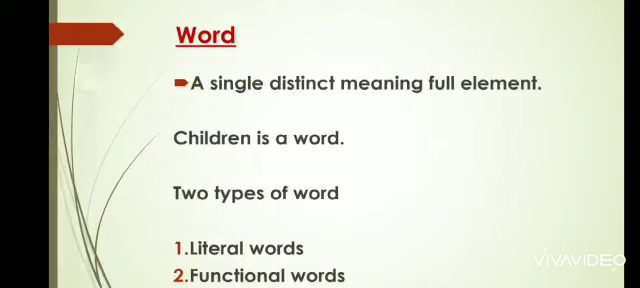 Word
A single distinct meaning full element.
Children is a word.
Two types of word
1.Literal words
2.Functional words
VIVAVIDEO